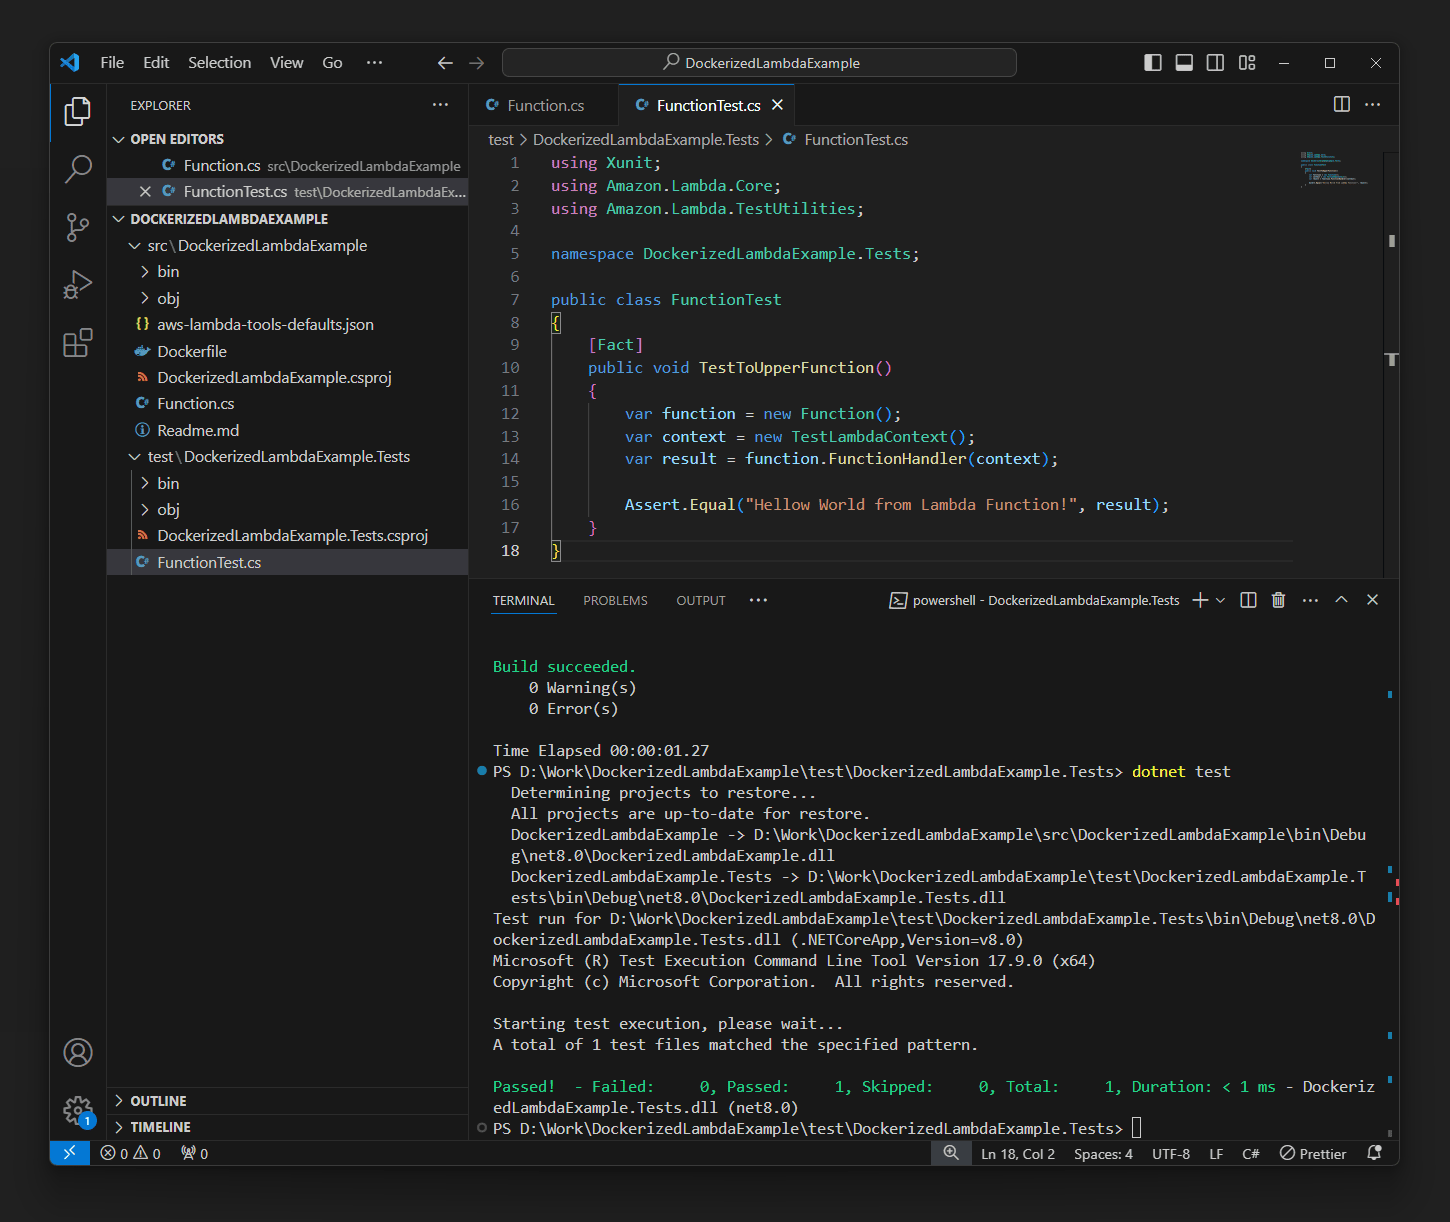 File Edit Selection View Go ··· DockerizedLambdaExample
EXPLORER ···
OPEN EDITORS
Function.cs src\DockerizedLambdaExample
FunctionTest.cs test\DockerizedLambdaEx...
DOCKERIZEDLAMBDAEXAMPLE
src\DockerizedLambdaExample
bin
obj
{} aws-lambda-tools-defaults.json
Dockerfile
DockerizedLambdaExample.csproj
Function.cs
Readme.md
test\DockerizedLambdaExample.Tests
bin
obj
DockerizedLambdaExample.Tests.csproj
FunctionTest.cs
OUTLINE
TIMELINE
Function.cs FunctionTest.cs
test > DockerizedLambdaExample.Tests > FunctionTest.cs
1 using Xunit;
2 using Amazon.Lambda.Core;
3 using Amazon.Lambda.TestUtilities;
4
5 namespace DockerizedLambdaExample.Tests;
6
7 public class FunctionTest
8 {
9 [Fact]
10 public void TestToUpperFunction()
11 {
12 var function = new Function();
13 var context = new TestLambdaContext();
14 var result = function.FunctionHandler(context);
15
16 Assert.Equal("Hellow World from Lambda Function!", result);
17 }
18 }
TERMINAL PROBLEMS OUTPUT ··· powershell - DockerizedLambdaExample.Tests
Build succeeded.
0 Warning(s)
0 Error(s)
Time Elapsed 00:00:01.27
PS D:\Work\DockerizedLambdaExample\test\DockerizedLambdaExample.Tests> dotnet test
Determining projects to restore...
All projects are up-to-date for restore.
DockerizedLambdaExample -> D:\Work\DockerizedLambdaExample\src\DockerizedLambdaExample\bin\Debu
g\net8.0\DockerizedLambdaExample.dll
DockerizedLambdaExample.Tests -> D:\Work\DockerizedLambdaExample\test\DockerizedLambdaExample.T
ests\bin\Debug\net8.0\DockerizedLambdaExample.Tests.dll
Test run for D:\Work\DockerizedLambdaExample\test\DockerizedLambdaExample.Tests\bin\Debug\net8.0\D
ockerizedLambdaExample.Tests.dll (.NETCoreApp,Version=v8.0)
Microsoft (R) Test Execution Command Line Tool Version 17.9.0 (x64)
Copyright (c) Microsoft Corporation.  All rights reserved.
Starting test execution, please wait...
A total of 1 test files matched the specified pattern.
Passed!  - Failed:     0, Passed:     1, Skipped:     0, Total:     1, Duration: < 1 ms - Dockeriz
edLambdaExample.Tests.dll (net8.0)
PS D:\Work\DockerizedLambdaExample\test\DockerizedLambdaExample.Tests>
1
0 0 0 Ln 18, Col 2 Spaces: 4 UTF-8 LF C# Prettier